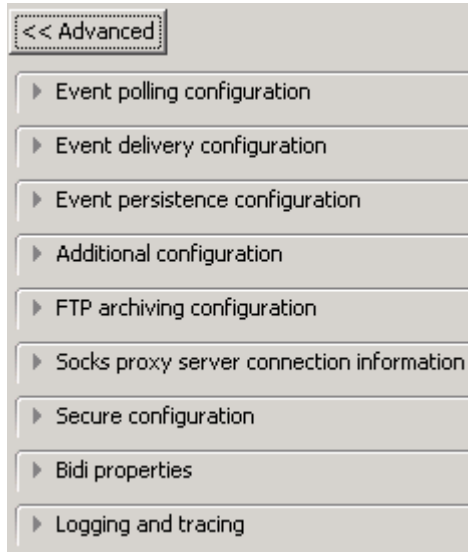 << Advanced
Event polling configuration
Event delivery configuration
Event persistence configuration
Additional configuration
FTP archiving configuration
Socks proxy server connection information
Secure configuration
Bidi properties
Logging and tracing